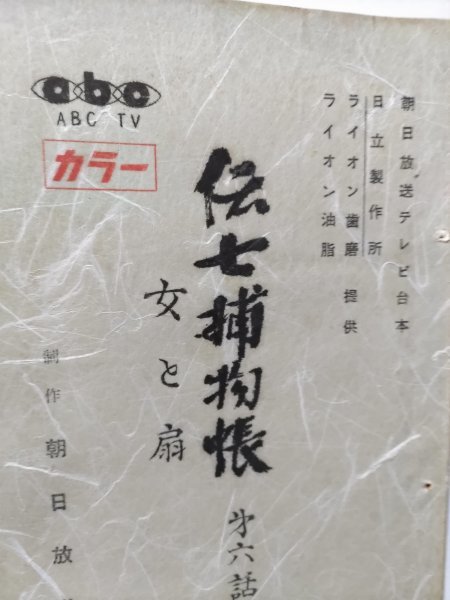 朝日放送テレビ台本
日立製作所
ライオン歯磨 提供
ライオン油脂
伝七捕物帳
第六話
女と扇
abc
ABC TV
カラー
制作 朝日放